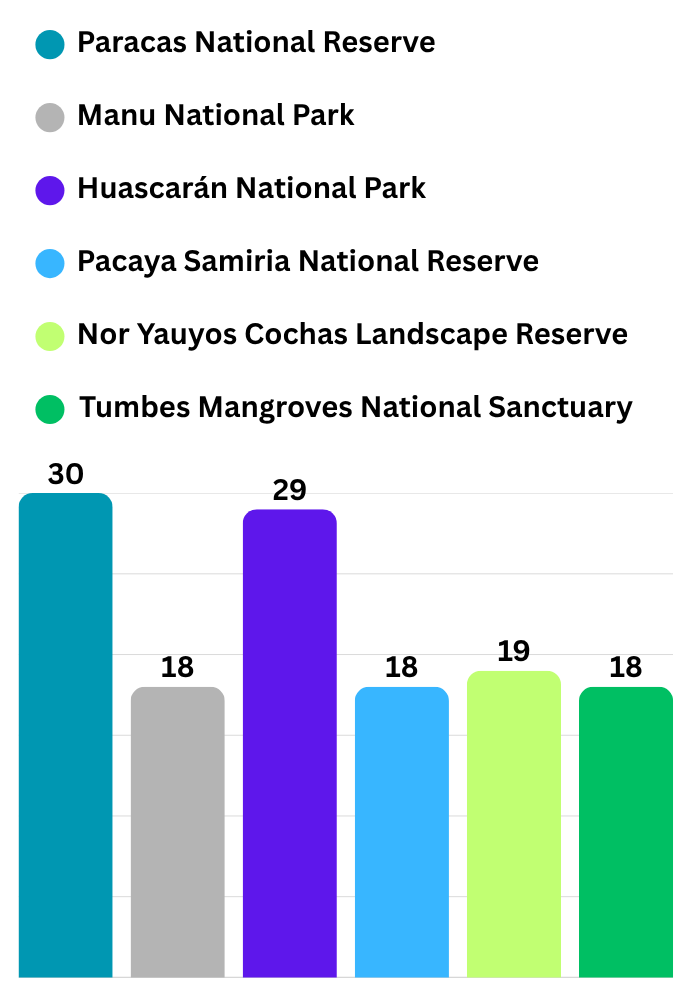 Paracas National Reserve
Manu National Park
Huascarán National Park
Pacaya Samiria National Reserve
Nor Yauyos Cochas Landscape Reserve
Tumbes Mangroves National Sanctuary
30
29
18
18
19
18